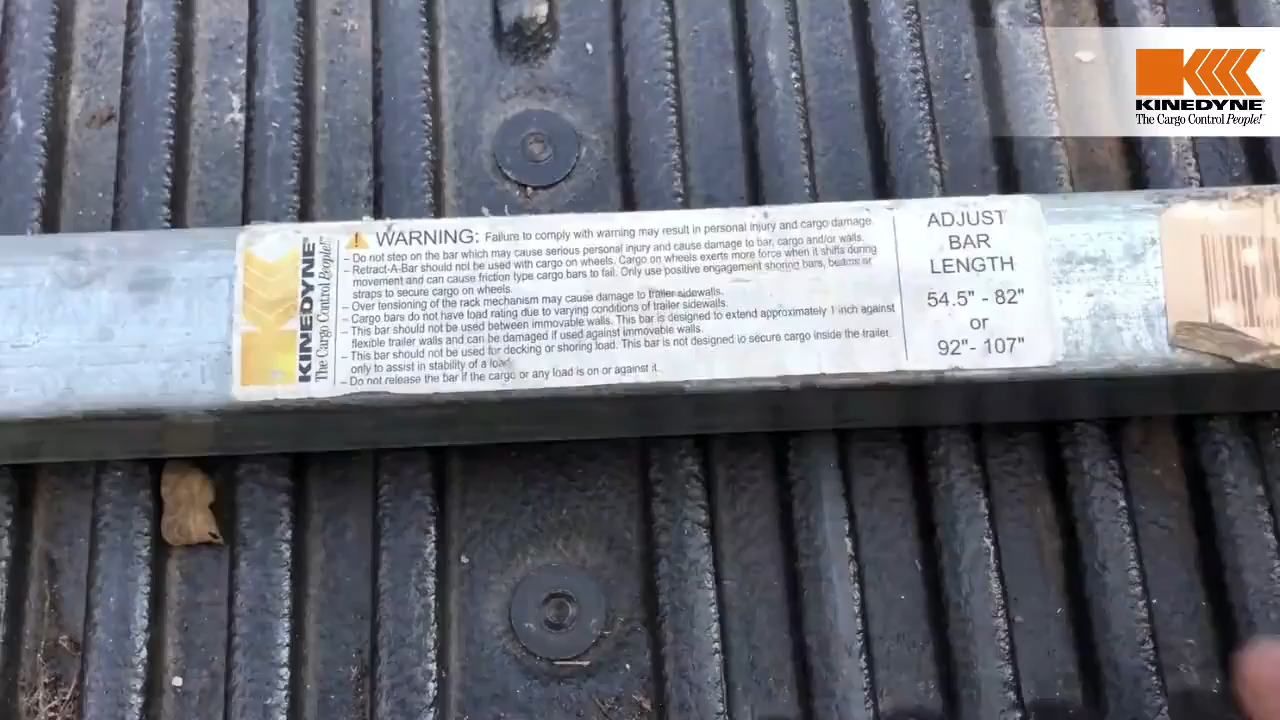 KINEDYNE
The Cargo Control People!™
KINEDYNE™
The Cargo Control People!™
WARNING: Failure to comply with warning may result in personal injury and cargo damage.
- Do not step on the bar which may cause serious personal injury and cause damage to bar, cargo and/or walls.
- Retract-A-Bar should not be used with cargo on wheels. Cargo on wheels exerts more force when it shifts during
movement and can cause friction type cargo bars to fail. Only use positive engagement shoring bars, beams or
straps to secure cargo on wheels.
- Over tensioning of the rack mechanism may cause damage to trailer sidewalls.
- Cargo bars do not have load rating due to varying conditions of trailer sidewalls.
- This bar should not be used between immovable walls. This bar is designed to extend approximately 1 inch against
flexible trailer walls and can be damaged if used against immovable walls.
- This bar should not be used for decking or shoring load. This bar is not designed to secure cargo inside the trailer,
only to assist in stability of a load.
- Do not release the bar if the cargo or any load is on or against it.
ADJUST
BAR
LENGTH
54.5" - 82"
or
92"- 107"